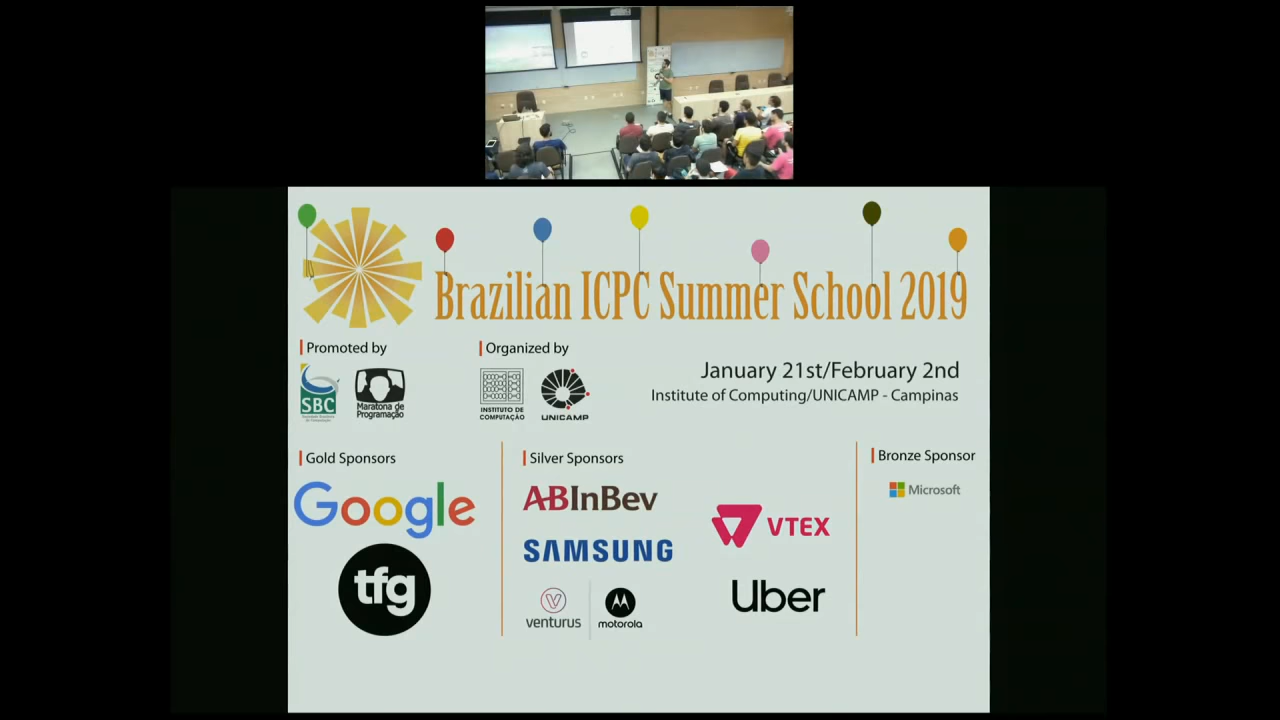 Brazilian ICPC Summer School 2019
Promoted by
Organized by
January 21st/February 2nd
Institute of Computing/UNICAMP - Campinas
SBC
Maratona de
Programação
INSTITUTO DE
COMPUTAÇÃO
UNICAMP
Gold Sponsors
Silver Sponsors
Bronze Sponsor
Google
tfg
ABInBev
SAMSUNG
venturus
motorola
VTEX
Uber
Microsoft